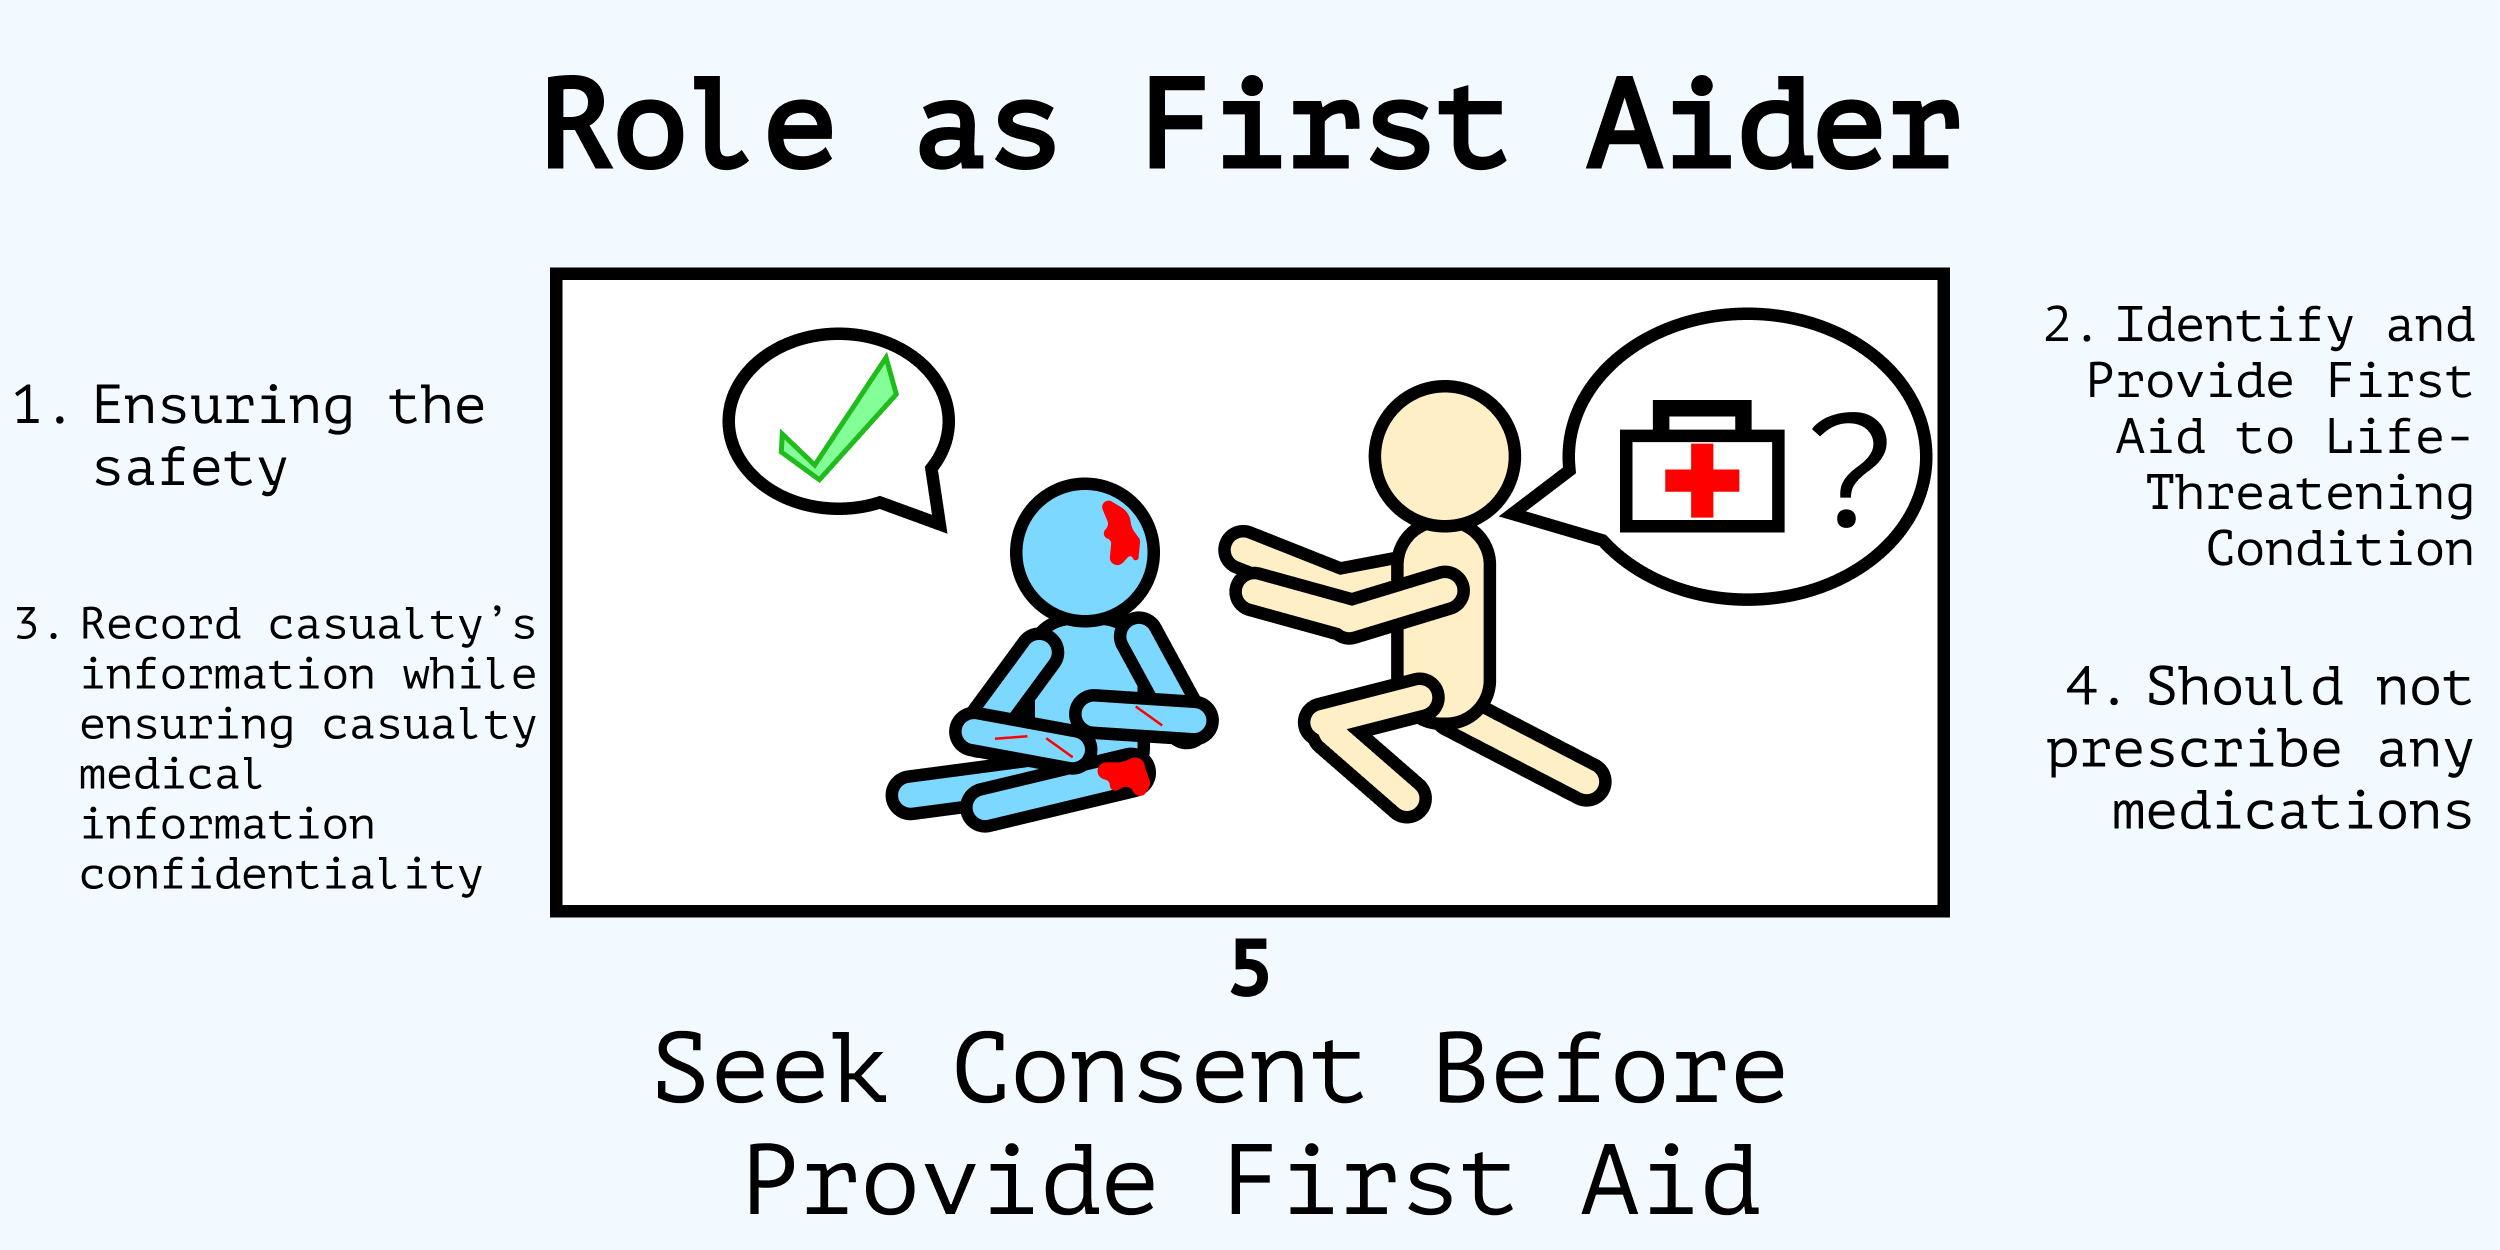 Role as First Aider
1. Ensuring the
safety
2. Identify and
Provide First
Aid to Life-
Threatening
Condition
?
3. Record casualty's
information while
ensuring casualty
medical
information
confidentiality
4. Should not
prescribe any
medications
5
Seek Consent Before
Provide First Aid